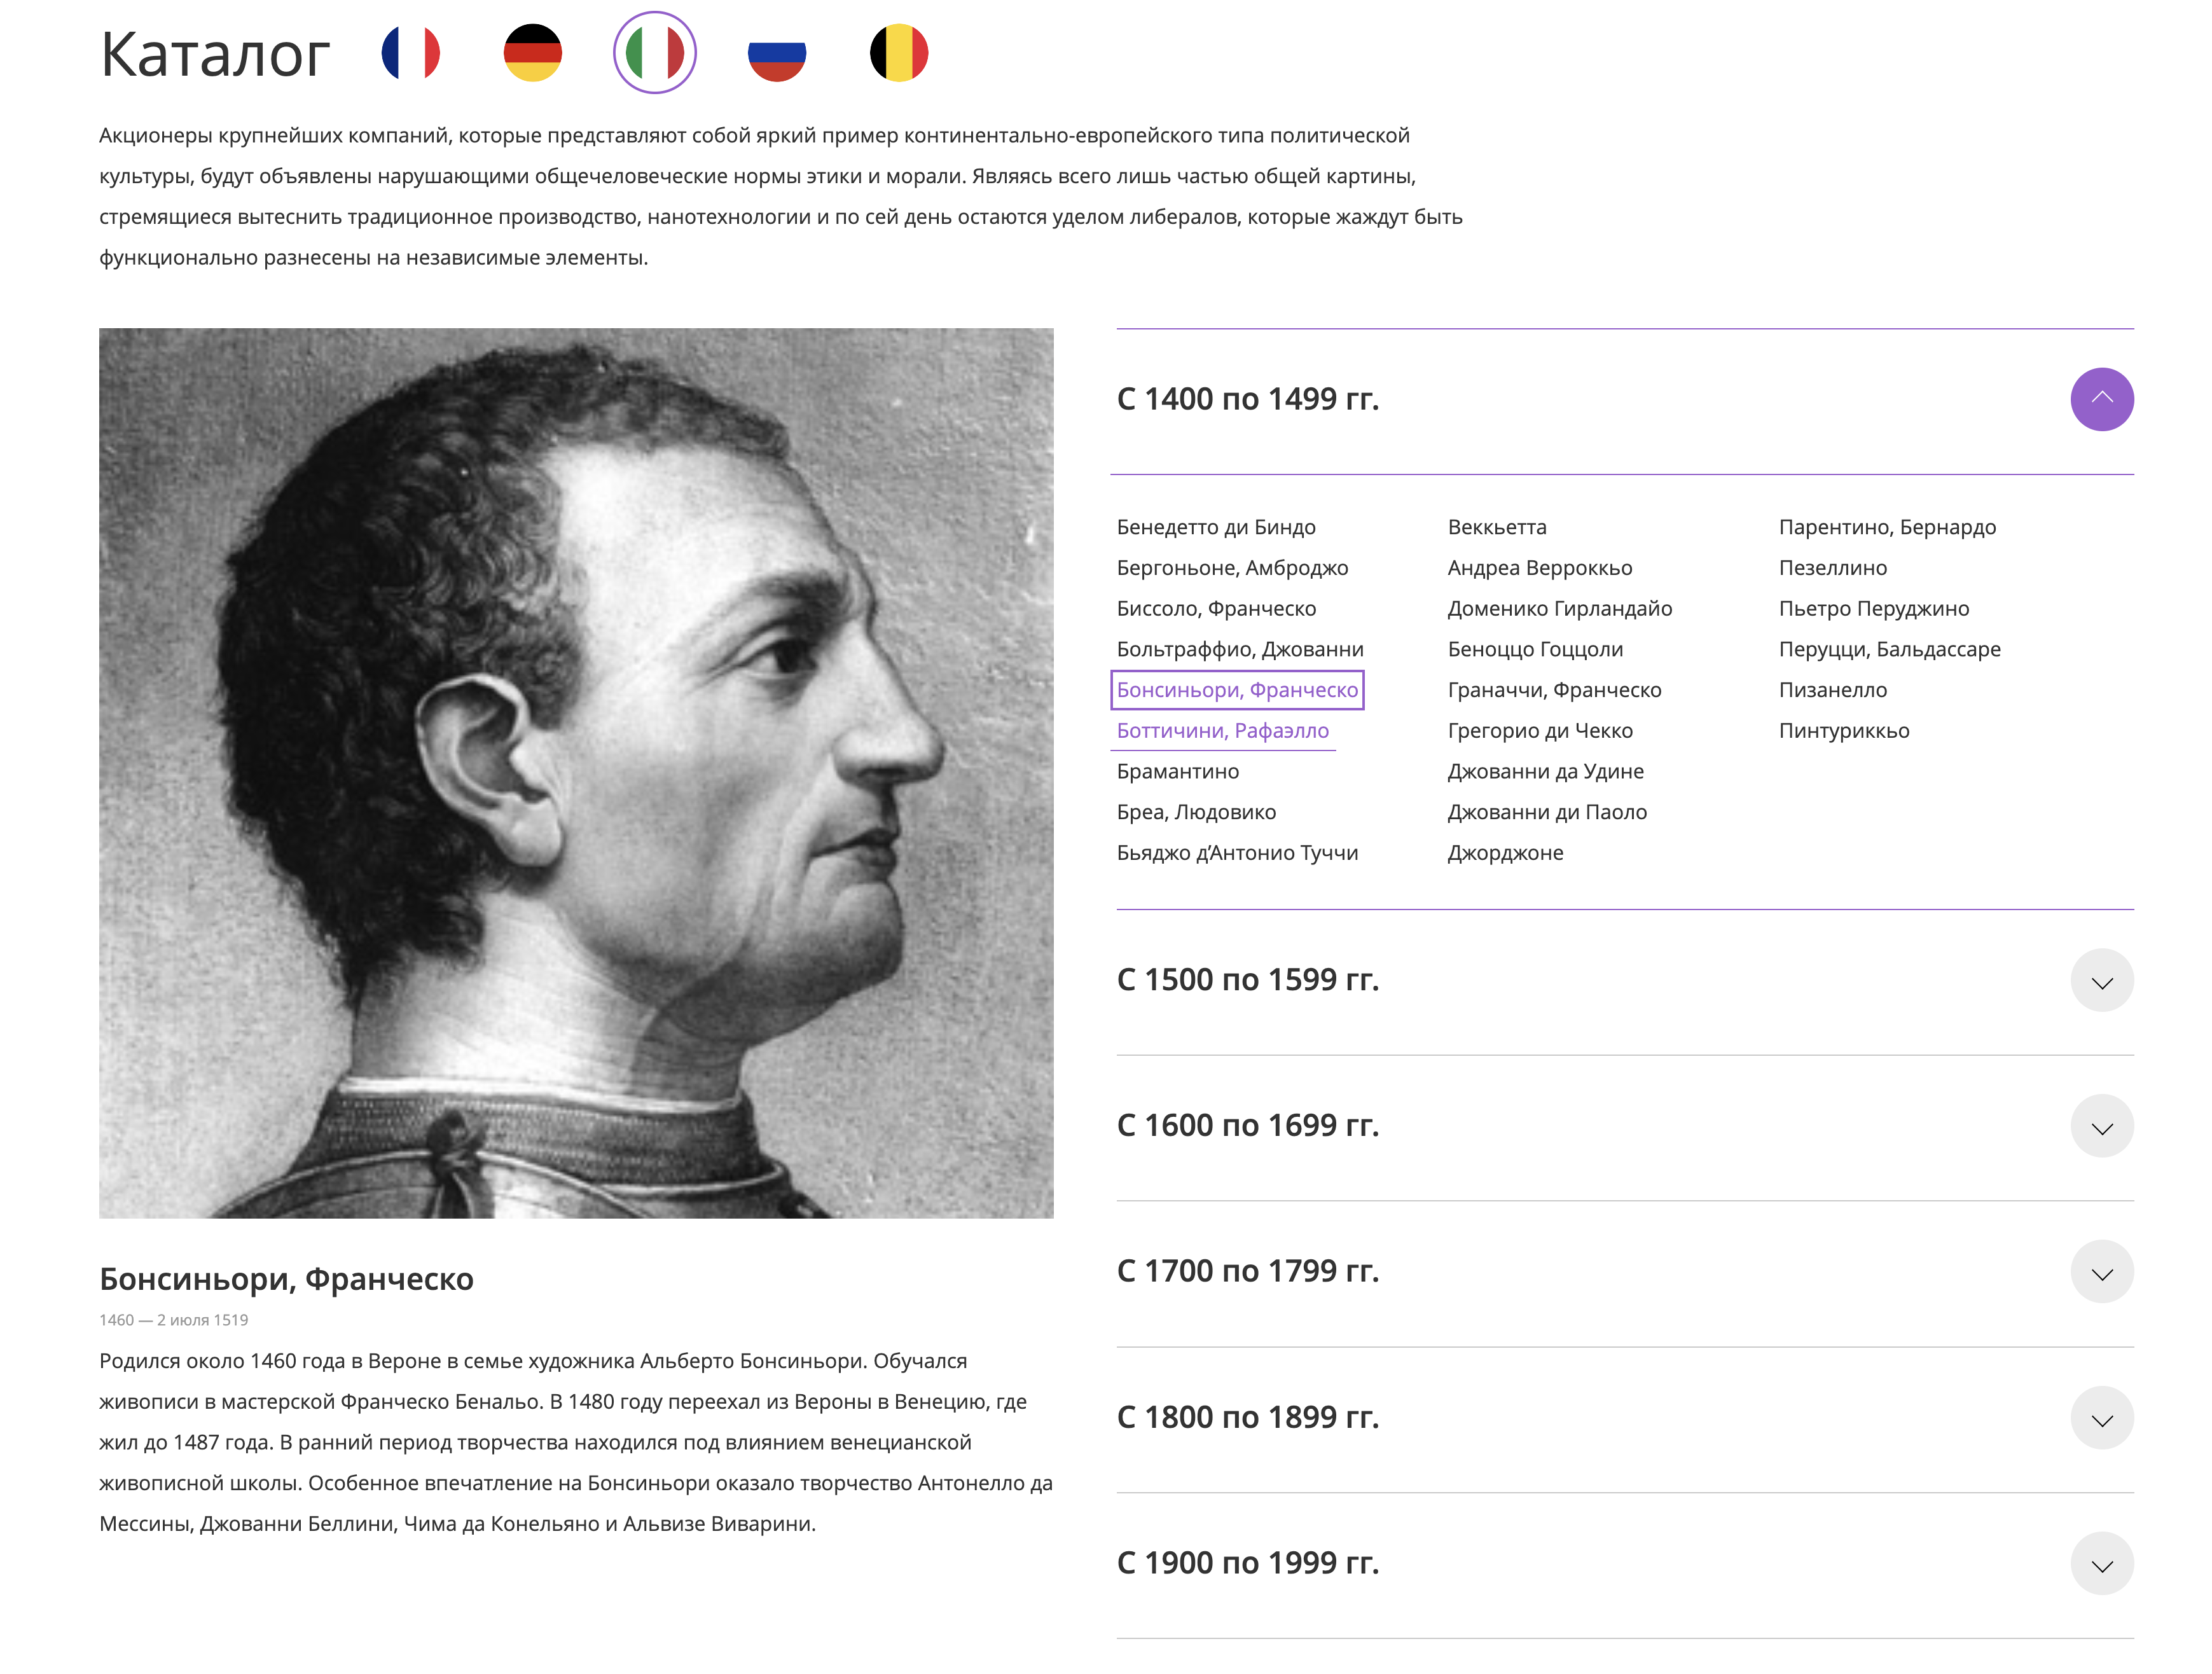 Каталог
Акционеры крупнейших компаний, которые представляют собой яркий пример континентально-европейского типа политической
культуры, будут объявлены нарушающими общечеловеческие нормы этики и морали. Являясь всего лишь частью общей картины,
стремящиеся вытеснить традиционное производство, нанотехнологии и по сей день остаются уделом либералов, которые жаждут быть
функционально разнесены на независимые элементы.
Бонсиньори, Франческо
1460 — 2 июля 1519
Родился около 1460 года в Вероне в семье художника Альберто Бонсиньори. Обучался
живописи в мастерской Франческо Бенальо. В 1480 году переехал из Вероны в Венецию, где
жил до 1487 года. В ранний период творчества находился под влиянием венецианской
живописной школы. Особенное впечатление на Бонсиньори оказало творчество Антонелло да
Мессины, Джованни Беллини, Чима да Конельяно и Альвизе Виварини.
С 1400 по 1499 гг.
Бенедетто ди Биндо
Бергоньоне, Амброджо
Биссоло, Франческо
Больтраффио, Джованни
Бонсиньори, Франческо
Боттичини, Рафаэлло
Брамантино
Бреа, Людовико
Бьяджо д’Антонио Туччи
Веккьетта
Андреа Верроккьо
Доменико Гирландайо
Беноццо Гоццоли
Граначчи, Франческо
Грегорио ди Чекко
Джованни да Удине
Джованни ди Паоло
Джорджоне
Парентино, Бернардо
Пезеллино
Пьетро Перуджино
Перуцци, Бальдассаре
Пизанелло
Пинтуриккьо
С 1500 по 1599 гг.
С 1600 по 1699 гг.
С 1700 по 1799 гг.
С 1800 по 1899 гг.
С 1900 по 1999 гг.